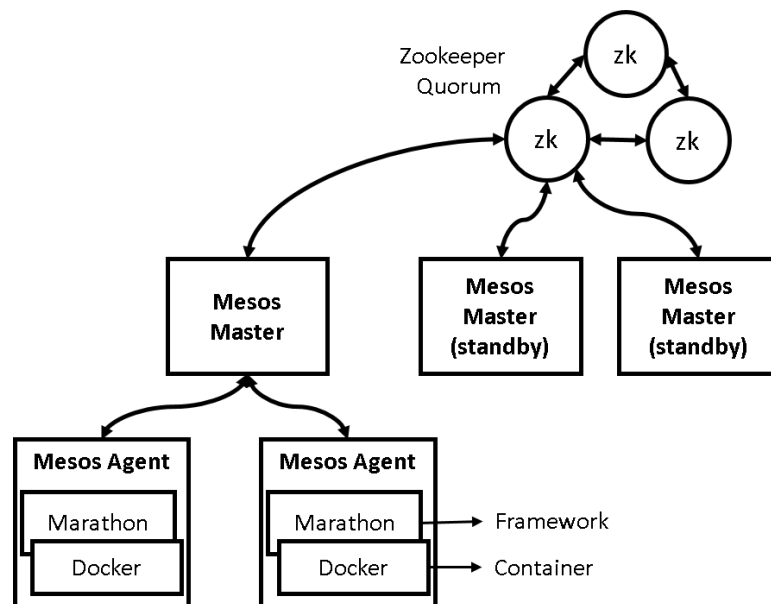 Zookeeper
Quorum
zk
zk
zk
Mesos
Master
Mesos
Master
(standby)
Mesos
Master
(standby)
Mesos Agent
Marathon
Docker
Mesos Agent
Marathon
Docker
Framework
Container